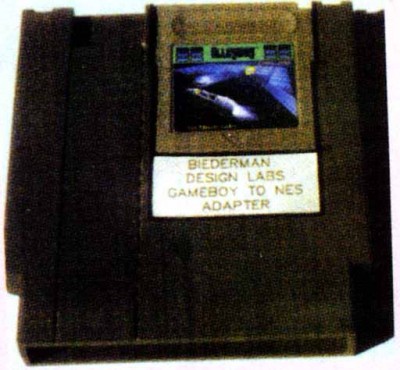 BIEDERMAN
DESIGN LABS
GAMEBOY TO NES
ADAPTER